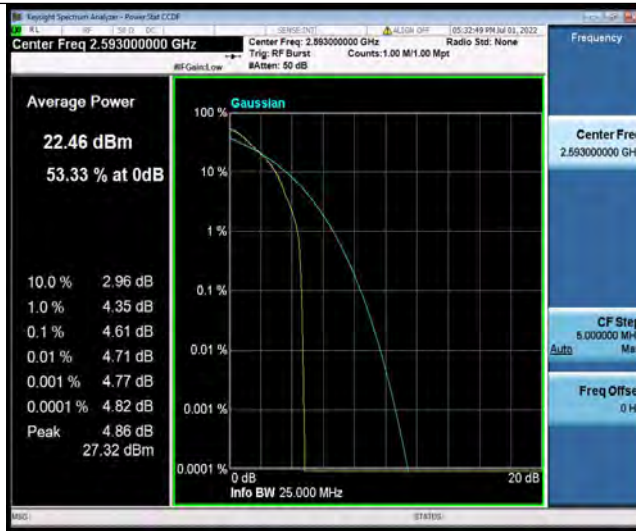 Keysight Spectrum Analyzer - Power Stat CCDF
RL RF 50 Ω DC SENSE:INT ALIGN OFF 05:32:49 PM Jul 01, 2022
Center Freq 2.593000000 GHz
Center Freq: 2.593000000 GHz Radio Std: None
Trig: RF Burst Counts:1.00 M/1.00 Mpt
#IFGain:Low #Atten: 50 dB
Frequency
Average Power
22.46 dBm
53.33 % at 0dB
10.0 % 2.96 dB
1.0 % 4.35 dB
0.1 % 4.61 dB
0.01 % 4.71 dB
0.001 % 4.77 dB
0.0001 % 4.82 dB
Peak 4.86 dB
27.32 dBm
Gaussian
100 %
10 %
1 %
0.1 %
0.01 %
0.001 %
0.0001 %
0 dB 20 dB
Info BW 25.000 MHz
Center Fre
2.593000000 GH
CF Step
5.000000 MH
Auto Ma
Freq Offse
0 H
MSG STATUS